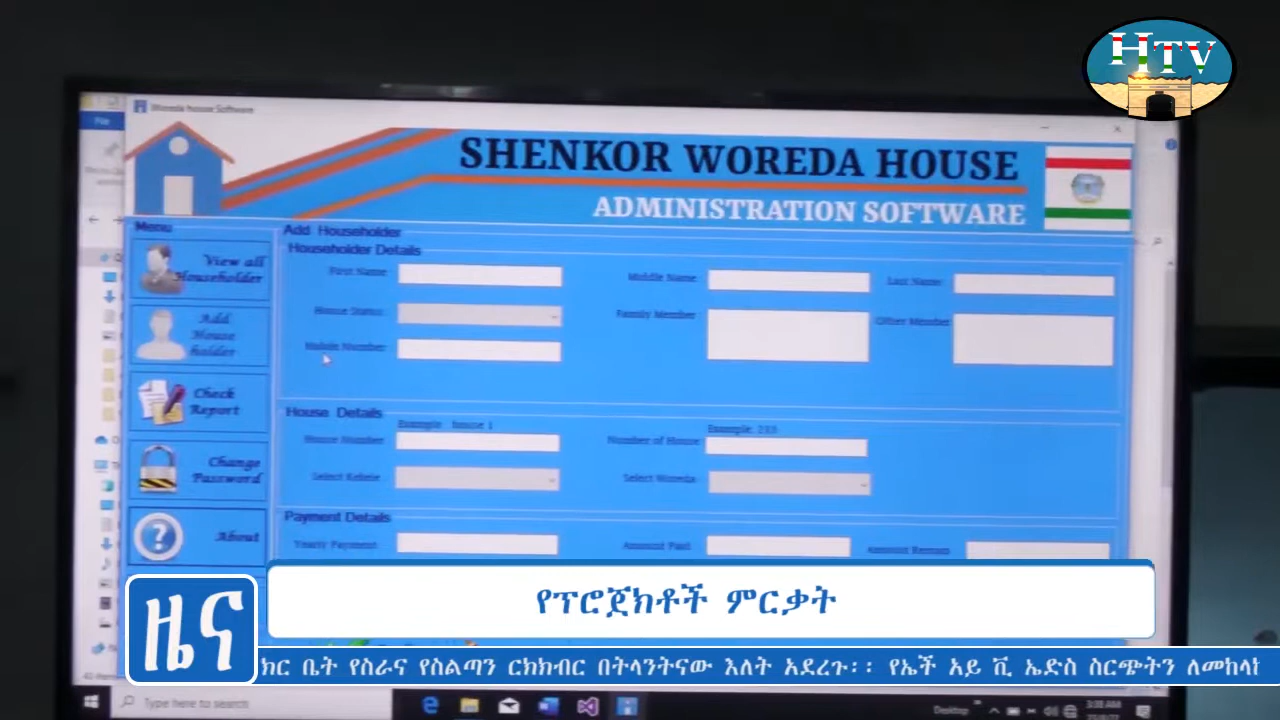 HTV
Woreda house Software
File
SHENKOR WOREDA HOUSE
ADMINISTRATION SOFTWARE
Menu
View all
Householder
Add
House
holder
Check
Report
Change
Password
About
Add Householder
Householder Details
First Name
Middle Name
Last Name
House Status
Family Member
Other Member
Mobile Number
House Details
Example: house 1
Example: 233
House Number
Number of House
Select Kebele
Select Woreda
Payment Details
Yearly Payment
Amount Paid
Amount Remain
ዜና
የፕሮጀክቶች ምርቃት
ክር ቤት የስራና የስልጣን ርክክብር በትላንትናው እለት አደረጉ፡፡ የኤች አይ ቪ ኤድስ ስርጭትን ለመከላ
Type here to search
Desktop